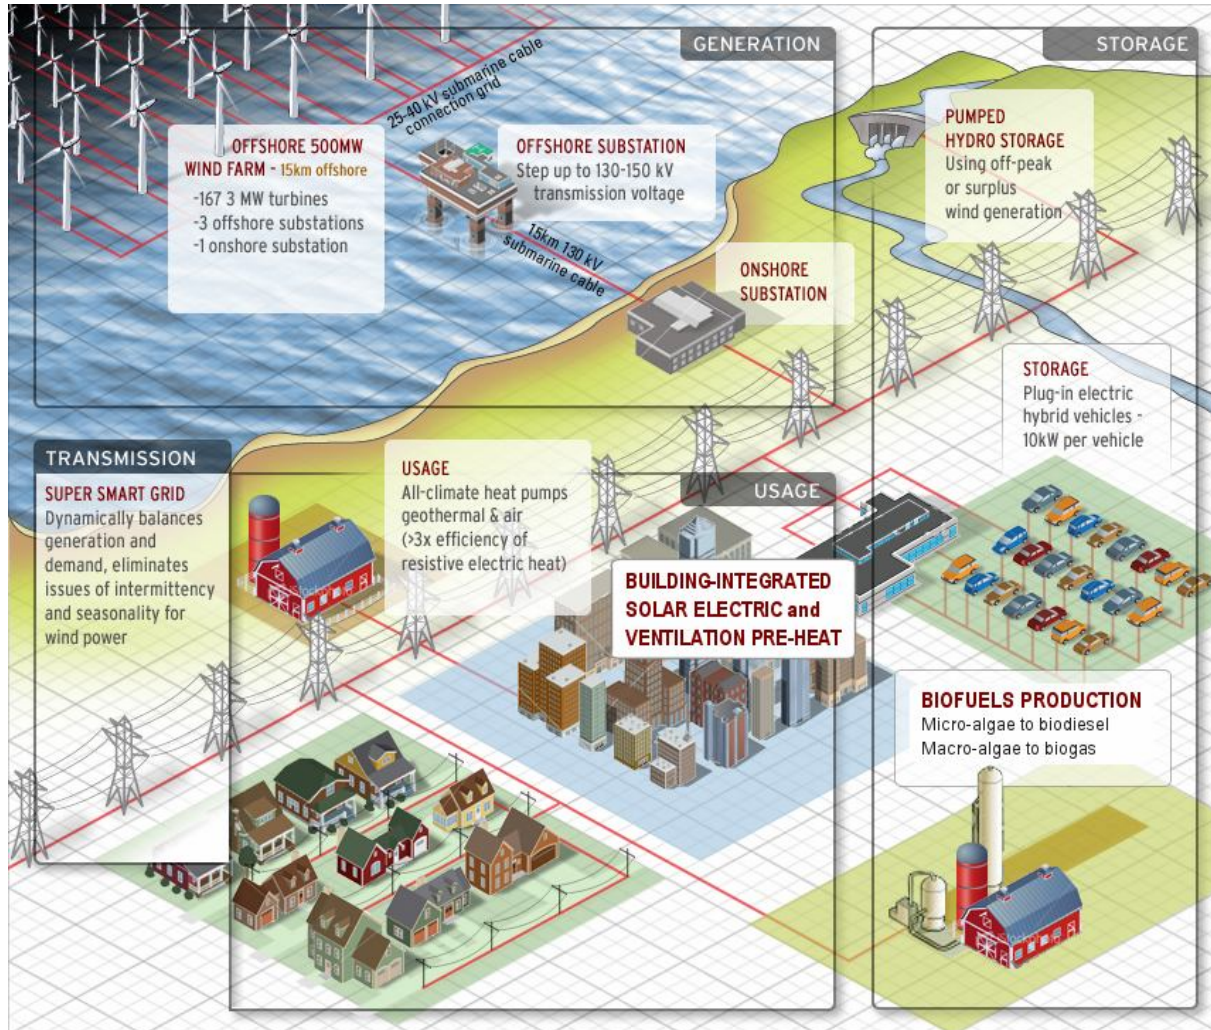 GENERATION
25-40 kV submarine cable
connection grid
OFFSHORE 500MW
WIND FARM - 15km offshore
-167 3 MW turbines
-3 offshore substations
-1 onshore substation
OFFSHORE SUBSTATION
Step up to 130-150 kV
transmission voltage
15km 130 kV
submarine cable
ONSHORE
SUBSTATION
STORAGE
PUMPED
HYDRO STORAGE
Using off-peak
or surplus
wind generation
STORAGE
Plug-in electric
hybrid vehicles -
10kW per vehicle
TRANSMISSION
SUPER SMART GRID
Dynamically balances
generation and
demand, eliminates
issues of intermittency
and seasonality for
wind power
USAGE
USAGE
All-climate heat pumps
geothermal & air
(>3x efficiency of
resistive electric heat)
BUILDING-INTEGRATED
SOLAR ELECTRIC and
VENTILATION PRE-HEAT
BIOFUELS PRODUCTION
Micro-algae to biodiesel
Macro-algae to biogas